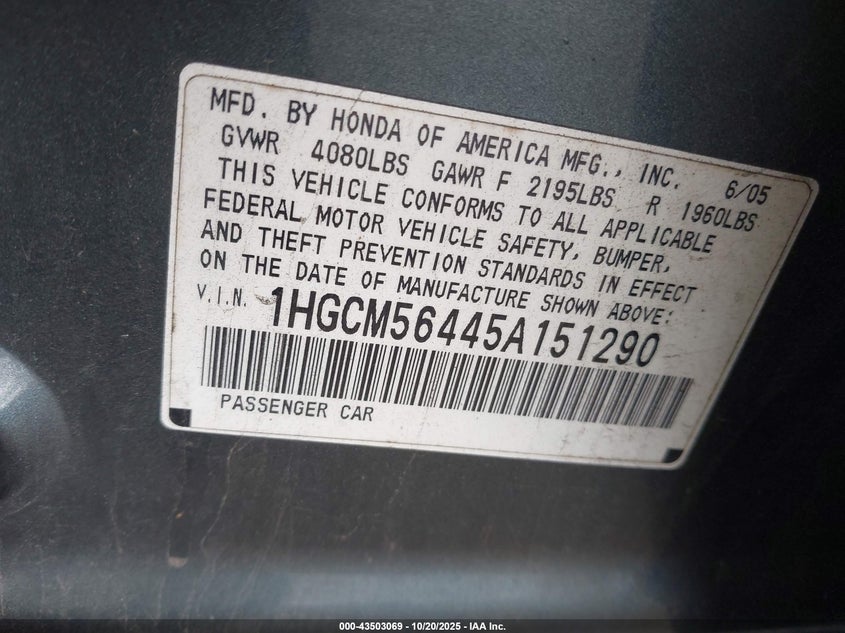 MFD. BY HONDA OF AMERICA MFG., INC. 6/05
GVWR 4080LBS GAWR F 2195LBS R 1960LBS
THIS VEHICLE CONFORMS TO ALL APPLICABLE
FEDERAL MOTOR VEHICLE SAFETY, BUMPER,
AND THEFT PREVENTION STANDARDS IN EFFECT
ON THE DATE OF MANUFACTURE SHOWN ABOVE:
V.I.N. 1HGCM56445A151290
PASSENGER CAR
000-43503069 - 10/20/2025 - IAA Inc.